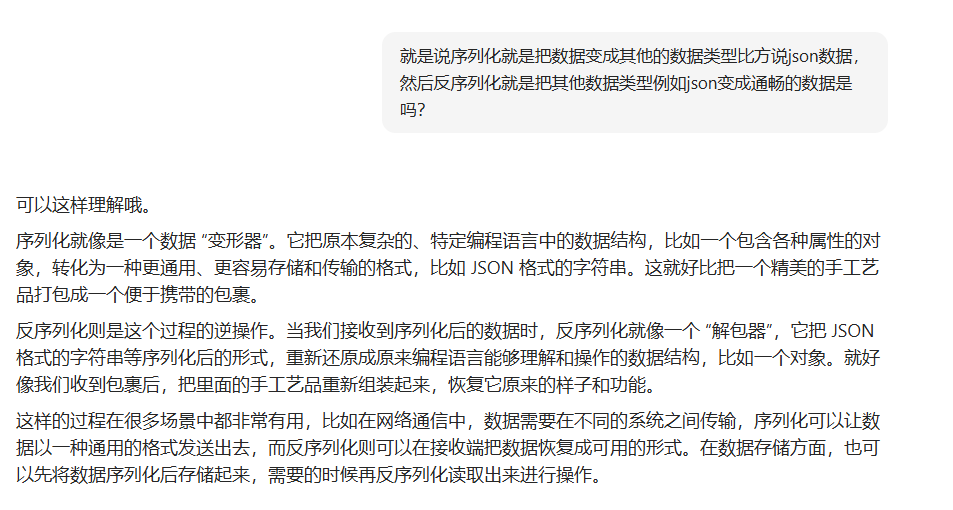 就是说序列化就是把数据变成其他的数据类型比方说json数据，
然后反序列化就是把其他数据类型例如json变成通畅的数据是
吗？
可以这样理解哦。
序列化就像是一个数据 “变形器”。它把原本复杂的、特定编程语言中的数据结构，比如一个包含各种属性的对
象，转化为一种更通用、更容易存储和传输的格式，比如 JSON 格式的字符串。这就好比把一个精美的手工艺
品打包成一个便于携带的包裹。
反序列化则是这个过程的逆操作。当我们接收到序列化后的数据时，反序列化就像一个 “解包器”，它把 JSON
格式的字符串等序列化后的形式，重新还原成原来编程语言能够理解和操作的数据结构，比如一个对象。就好
像我们收到包裹后，把里面的手工艺品重新组装起来，恢复它原来的样子和功能。
这样的过程在很多场景中都非常有用，比如在网络通信中，数据需要在不同的系统之间传输，序列化可以让数
据以一种通用的格式发送出去，而反序列化则可以在接收端把数据恢复成可用的形式。在数据存储方面，也可
以先将数据序列化后存储起来，需要的时候再反序列化读取出来进行操作。